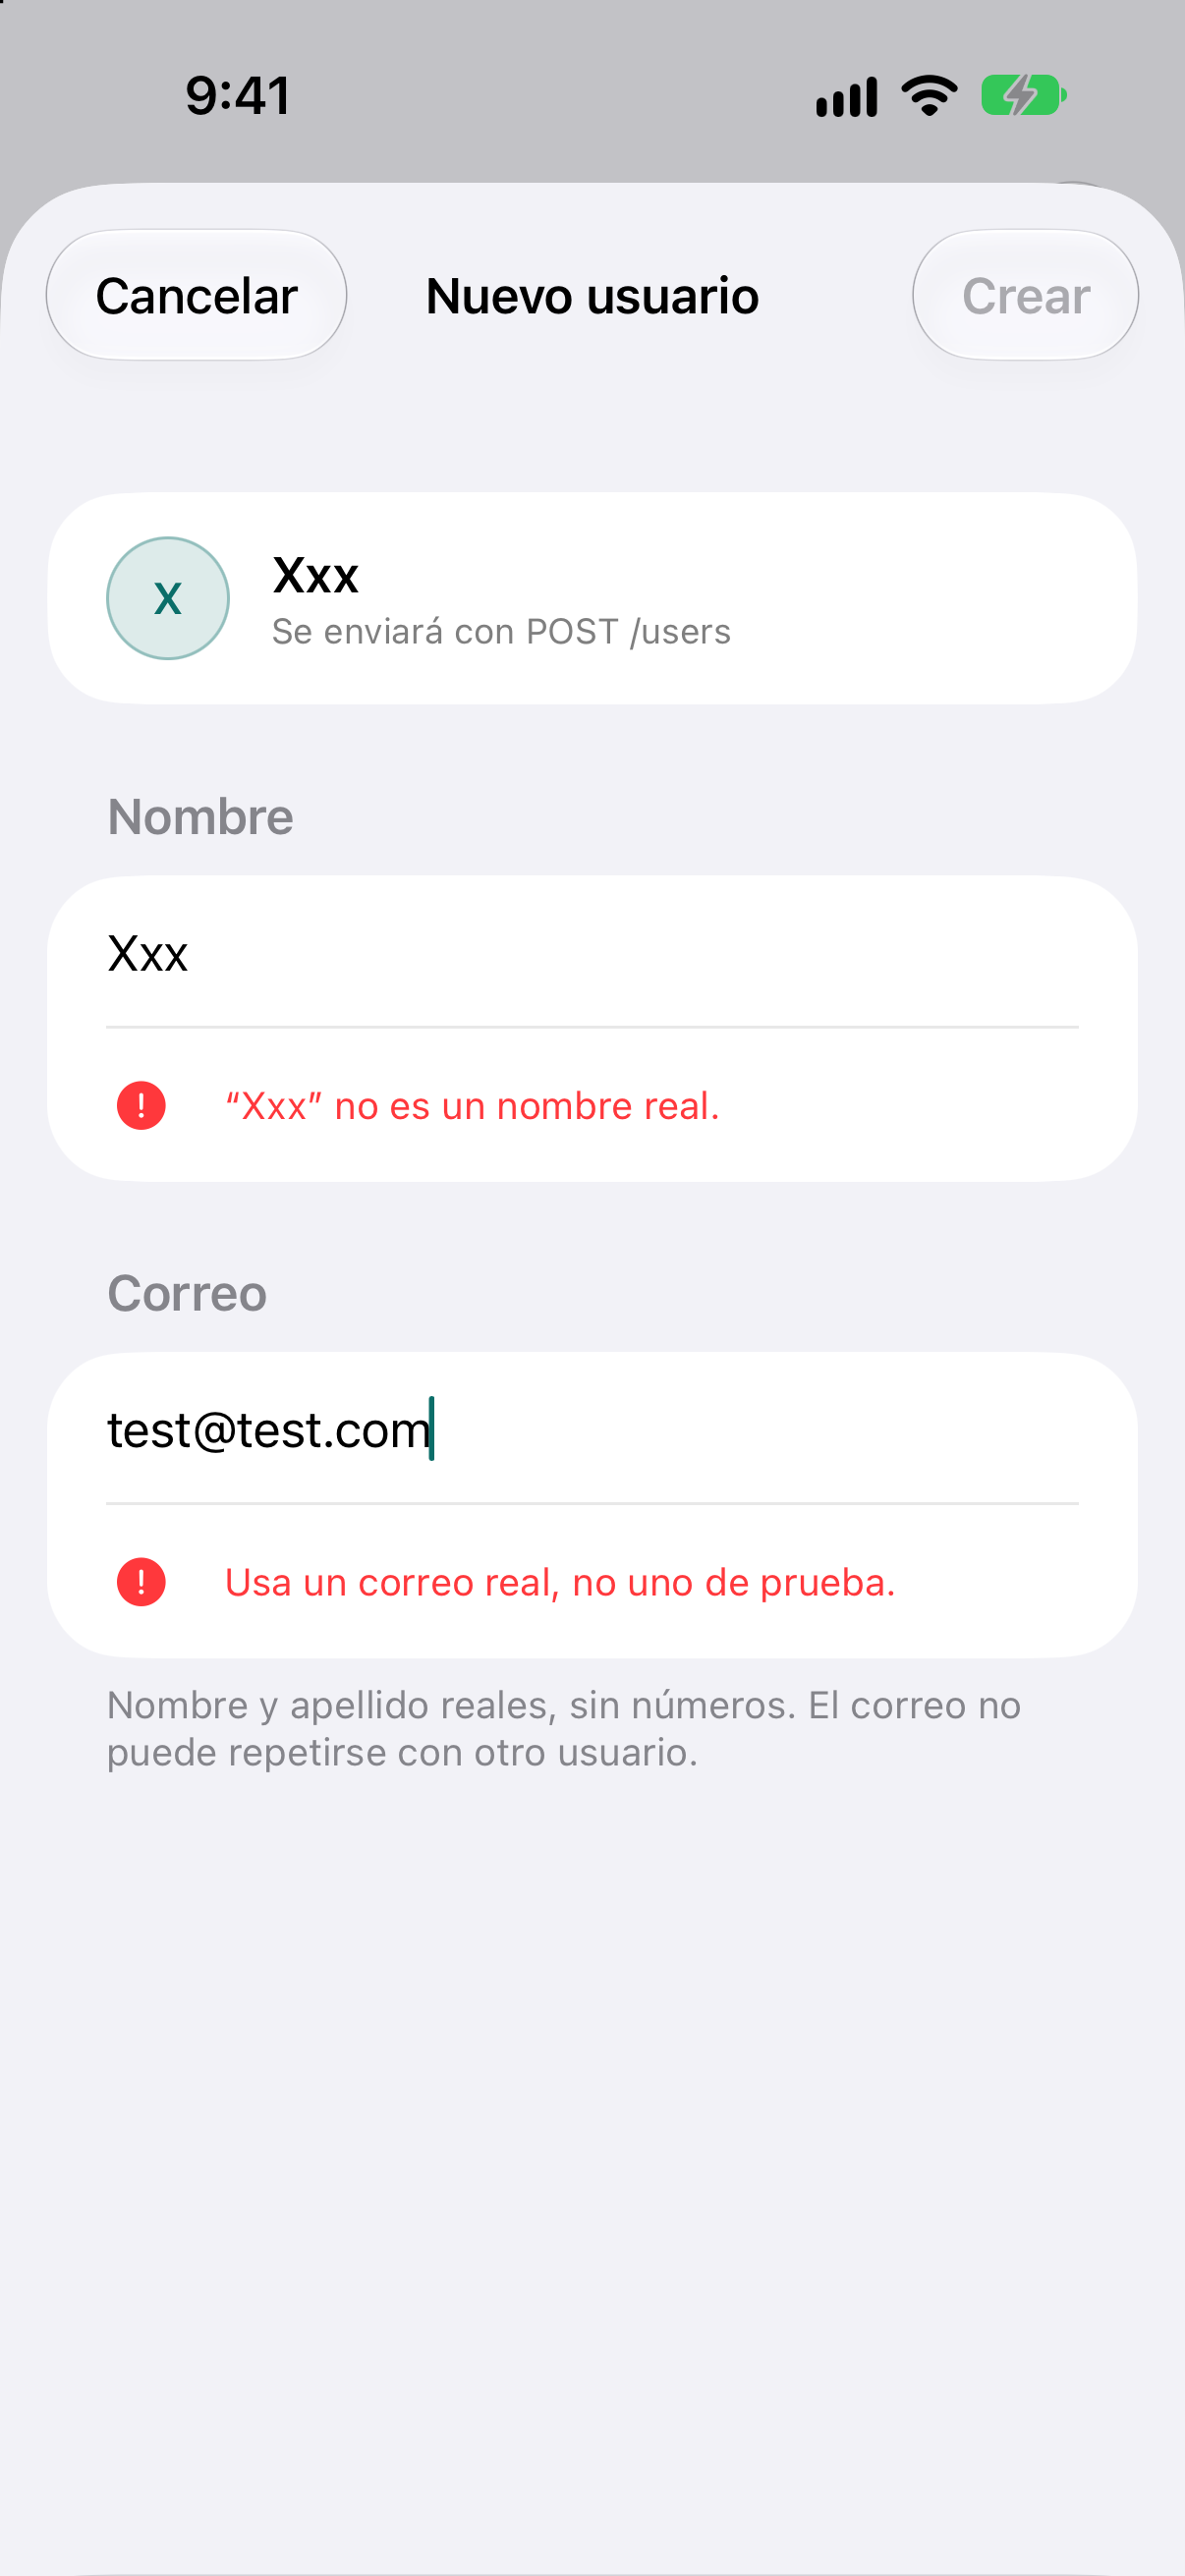 9:41
Cancelar
Nuevo usuario
Crear
X
Xxx
Se enviará con POST /users
Nombre
Xxx
“Xxx” no es un nombre real.
Correo
test@test.com
Usa un correo real, no uno de prueba.
Nombre y apellido reales, sin números. El correo no
puede repetirse con otro usuario.